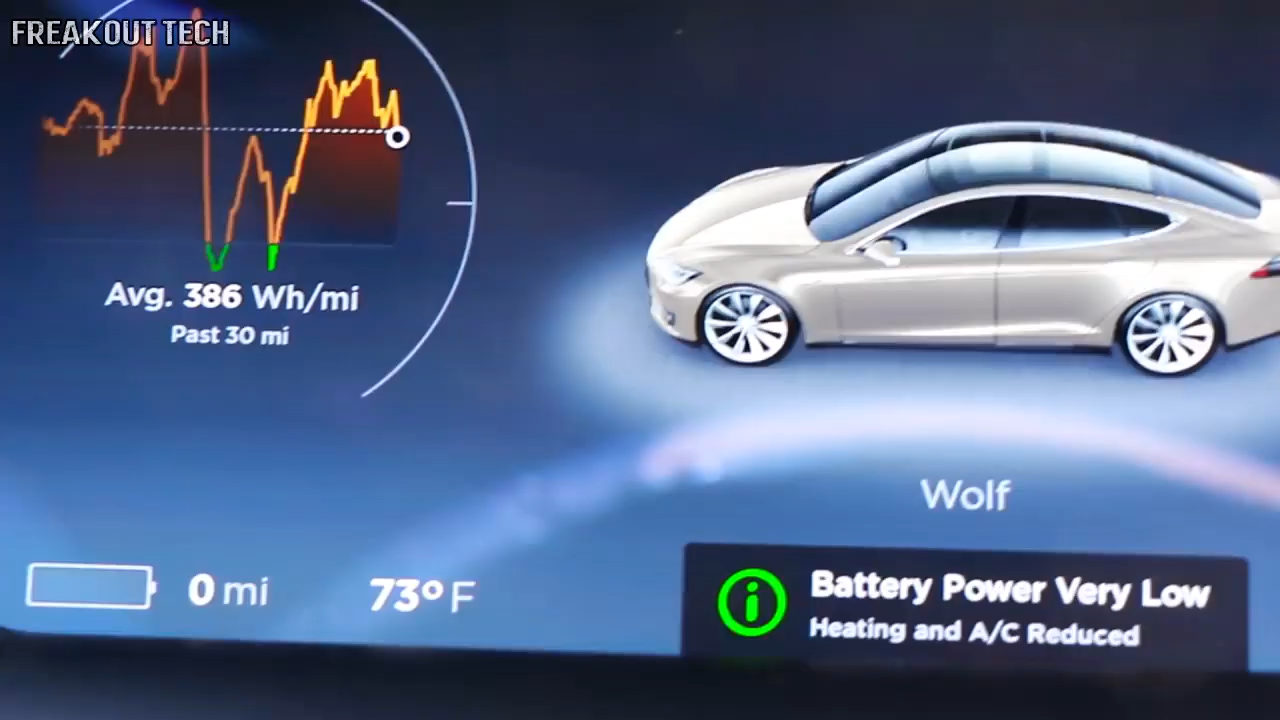 FREAKOUT TECH
Avg. 386 Wh/mi
Past 30 mi
Wolf
0 mi
73°F
Battery Power Very Low
Heating and A/C Reduced